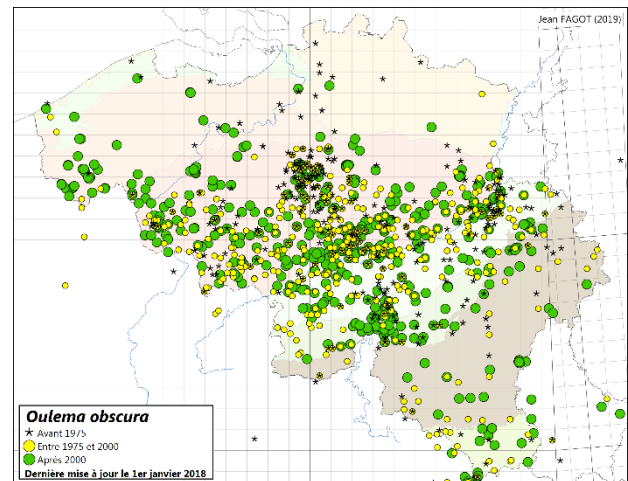 Jean FAGOT (2019)
Oulema obscura
Avant 1975
Entre 1975 et 2000
Après 2000
Dernière mise à jour le 1er janvier 2018